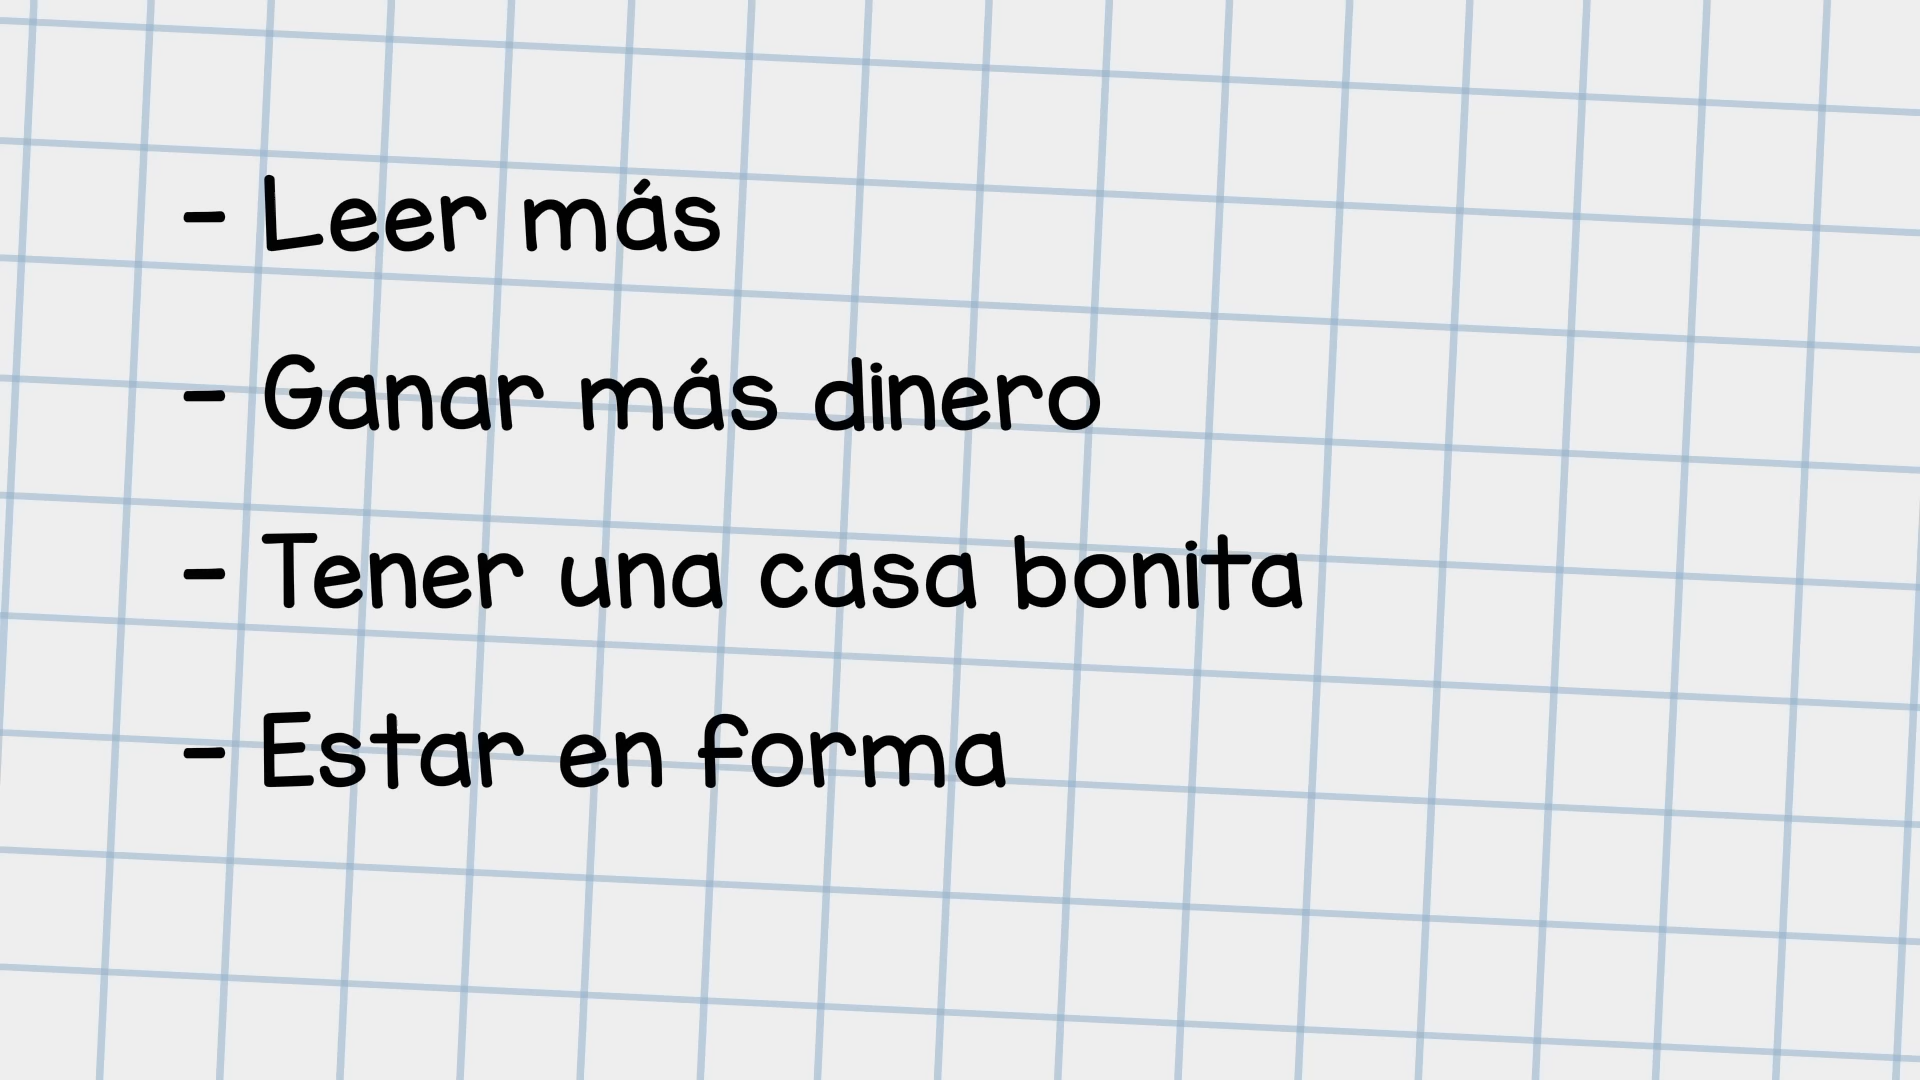 - Leer más
- Ganar más dinero
- Tener una casa bonita
- Estar en forma